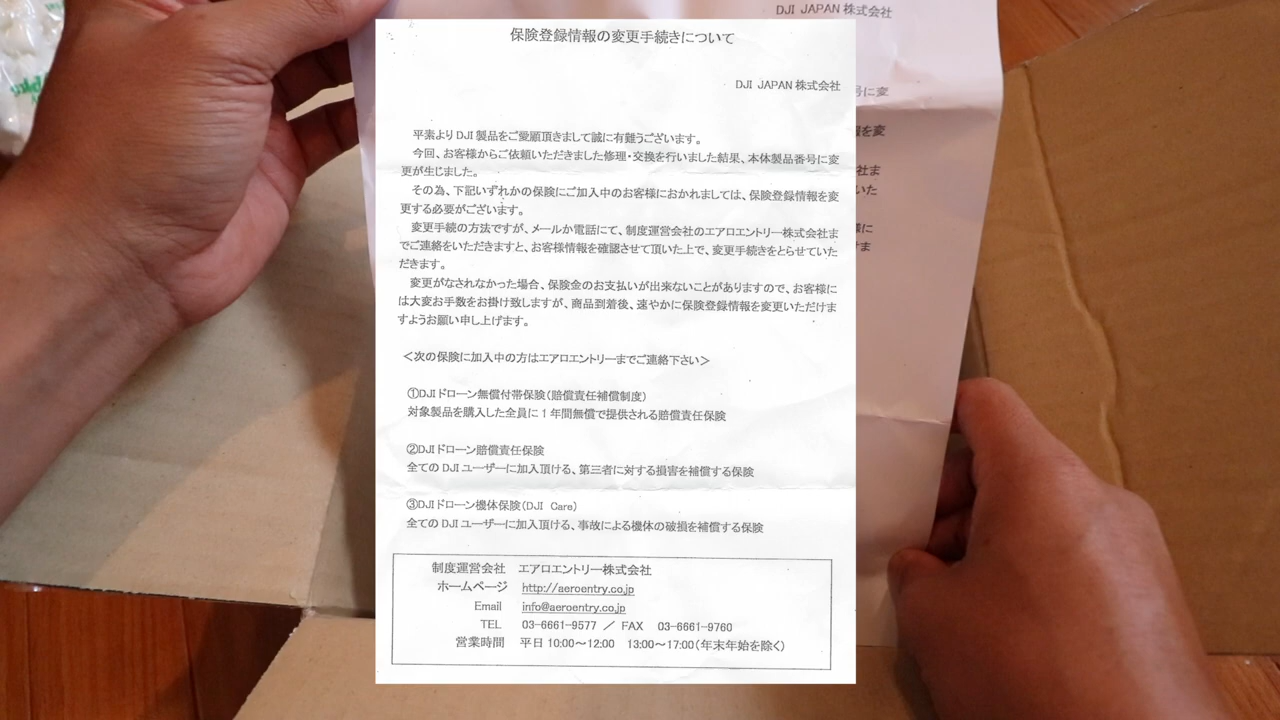 DJI JAPAN 株式会社
保険登録情報の変更手続きについて
DJI JAPAN 株式会社
平素より DJI 製品をご愛顧頂きまして誠に有難うございます。
今回、お客様からご依頼いただきました修理・交換を行いました結果、本体製品番号に変
更が生じました。
その為、下記いずれかの保険にご加入中のお客様におかれましては、保険登録情報を変
更する必要がございます。
変更手続の方法ですが、メールか電話にて、制度運営会社のエアロエントリー株式会社ま
でご連絡をいただきますと、お客様情報を確認させて頂いた上で、変更手続きをとらせていた
だきます。
変更がなされなかった場合、保険金のお支払いが出来ないことがありますので、お客様に
は大変お手数をお掛け致しますが、商品到着後、速やかに保険登録情報を変更いただけま
すようお願い申し上げます。
＜次の保険に加入中の方はエアロエントリーまでご連絡下さい＞
①DJIドローン無償付帯保険（賠償責任補償制度）
対象製品を購入した全員に１年間無償で提供される賠償責任保険
②DJIドローン賠償責任保険
全ての DJI ユーザーに加入頂ける、第三者に対する損害を補償する保険
③DJIドローン機体保険（DJI Care）
全ての DJI ユーザーに加入頂ける、事故による機体の破損を補償する保険
制度運営会社 エアロエントリー株式会社
ホームページ http://aeroentry.co.jp
Email info@aeroentry.co.jp
TEL 03-6661-9577 ／ FAX 03-6661-9760
営業時間 平日 10:00～12:00 13:00～17:00（年末年始を除く）
号に変
報を変
社ま
いた
様に
けま